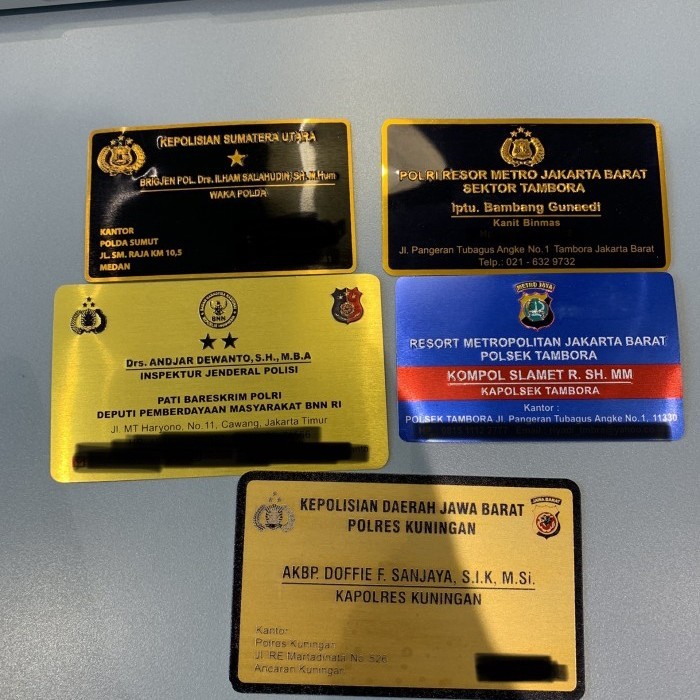 KEPOLISIAN SUMATERA UTARA
BRIGJEN POL. Drs. ILHAM SALAHUDIN, SH. M.Hum
WAKA POLDA
KANTOR
POLDA SUMUT
JL. SM. RAJA KM 10,5
MEDAN
POLRI RESOR METRO JAKARTA BARAT
SEKTOR TAMBORA
Iptu. Bambang Gunaedi
Kanit Binmas
Jl. Pangeran Tubagus Angke No.1 Tambora Jakarta Barat
Telp.: 021 - 632 9732
BNN
Drs. ANDJAR DEWANTO, S.H., M.B.A
INSPEKTUR JENDERAL POLISI
PATI BARESKRIM POLRI
DEPUTI PEMBERDAYAAN MASYARAKAT BNN RI
Jl. MT Haryono, No.11, Cawang, Jakarta Timur
METRO JAYA
RESORT METROPOLITAN JAKARTA BARAT
POLSEK TAMBORA
KOMPOL SLAMET R. SH. MM
KAPOLSEK TAMBORA
Kantor :
POLSEK TAMBORA Jl. Pangeran Tubagus Angke No.1, 11330
JAWA BARAT
KEPOLISIAN DAERAH JAWA BARAT
POLRES KUNINGAN
AKBP. DOFFIE F. SANJAYA, S.I.K, M.Si.
KAPOLRES KUNINGAN
Kantor
Polres Kuningan
Jl. RE Martadinata No. 526
Ancaran Kuningan